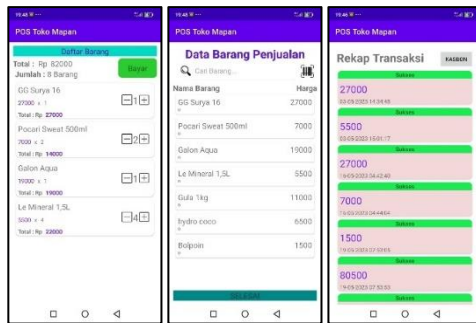 POS Toko Mapan
Daftar Barang
Total : Rp 82000
Jumlah : 8 Barang
Bayar
GG Surya 16
27000 x 1
1
Total : Rp 27000
Pocari Sweat 500ml
7000 x 2
2
Total : Rp 14000
Galon Aqua
19000 x 1
1
Total : Rp 19000
Le Mineral 1,5L
5500 x 4
4
Total : Rp 22000
POS Toko Mapan
Data Barang Penjualan
Cari Barang...
Nama Barang Harga
GG Surya 16 27000
Pocari Sweat 500ml 7000
Galon Aqua 19000
Le Mineral 1,5L 5500
Gula 1kg 11000
hydro coco 6500
Bolpoin 1500
SELESAI
POS Toko Mapan
Rekap Transaksi
KASBON
Sukses
27000
Sukses
5500
Sukses
27000
Sukses
7000
Sukses
1500
Sukses
80500
Sukses